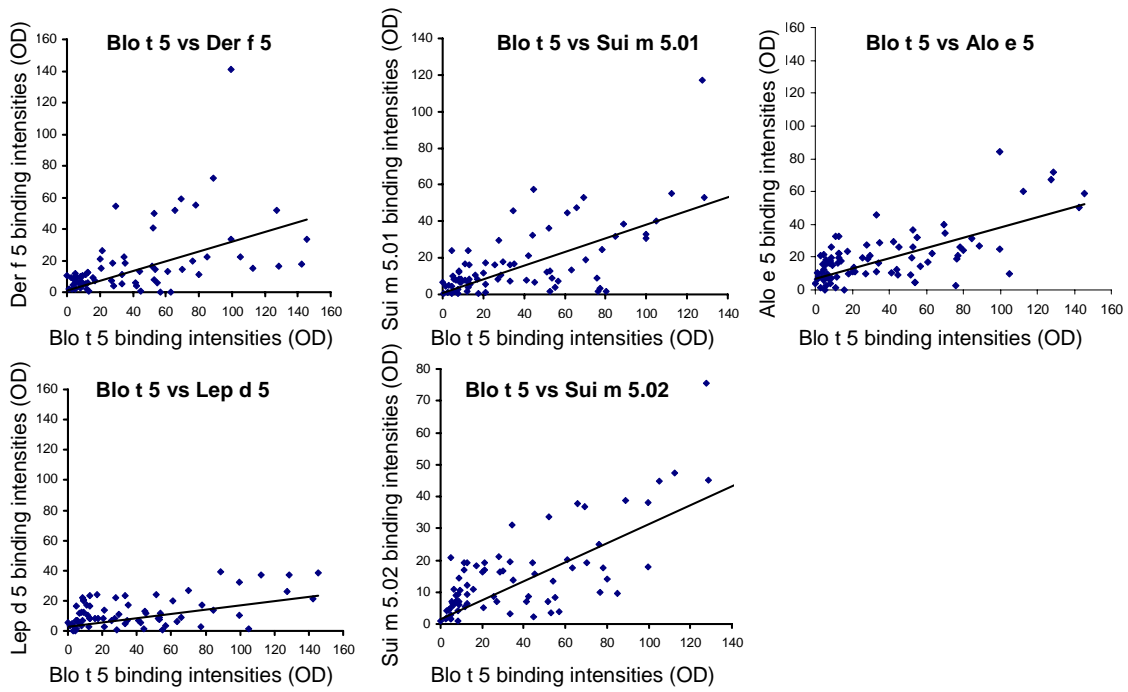 Blo t 5 vs Der f 5
Der f 5 binding intensities (OD)
160
140
120
100
80
60
40
20
0
0 20 40 60 80 100 120 140 160
Blo t 5 binding intensities (OD)
Blo t 5 vs Sui m 5.01
Sui m 5.01 binding intensities (OD)
140
120
100
80
60
40
20
0
0 20 40 60 80 100 120 140
Blo t 5 binding intensities (OD)
Blo t 5 vs Alo e 5
Alo e 5 binding intensities (OD)
160
140
120
100
80
60
40
20
0
0 20 40 60 80 100 120 140 160
Blo t 5 binding intensities (OD)
Blo t 5 vs Lep d 5
Lep d 5 binding intensities (OD)
160
140
120
100
80
60
40
20
0
0 20 40 60 80 100 120 140 160
Blo t 5 binding intensities (OD)
Blo t 5 vs Sui m 5.02
Sui m 5.02 binding intensities (OD)
80
70
60
50
40
30
20
10
0
0 20 40 60 80 100 120 140
Blo t 5 binding intensities (OD)